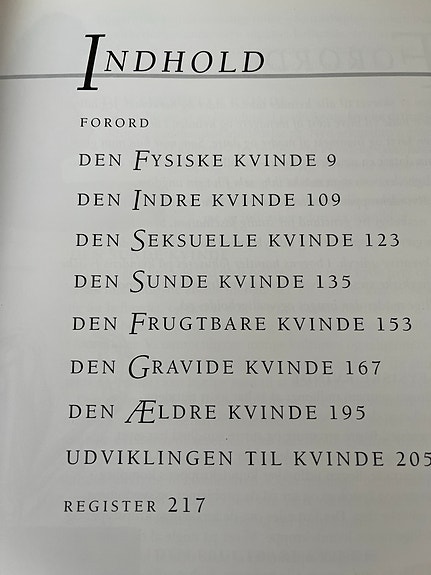 INDHOLD
FORORD
DEN FYSISKE KVINDE 9
DEN INDRE KVINDE 109
DEN SEKSUELLE KVINDE 123
DEN SUNDE KVINDE 135
DEN FRUGTBARE KVINDE 153
DEN GRAVIDE KVINDE 167
DEN ÆLDRE KVINDE 195
UDVIKLINGEN TIL KVINDE 205
REGISTER 217